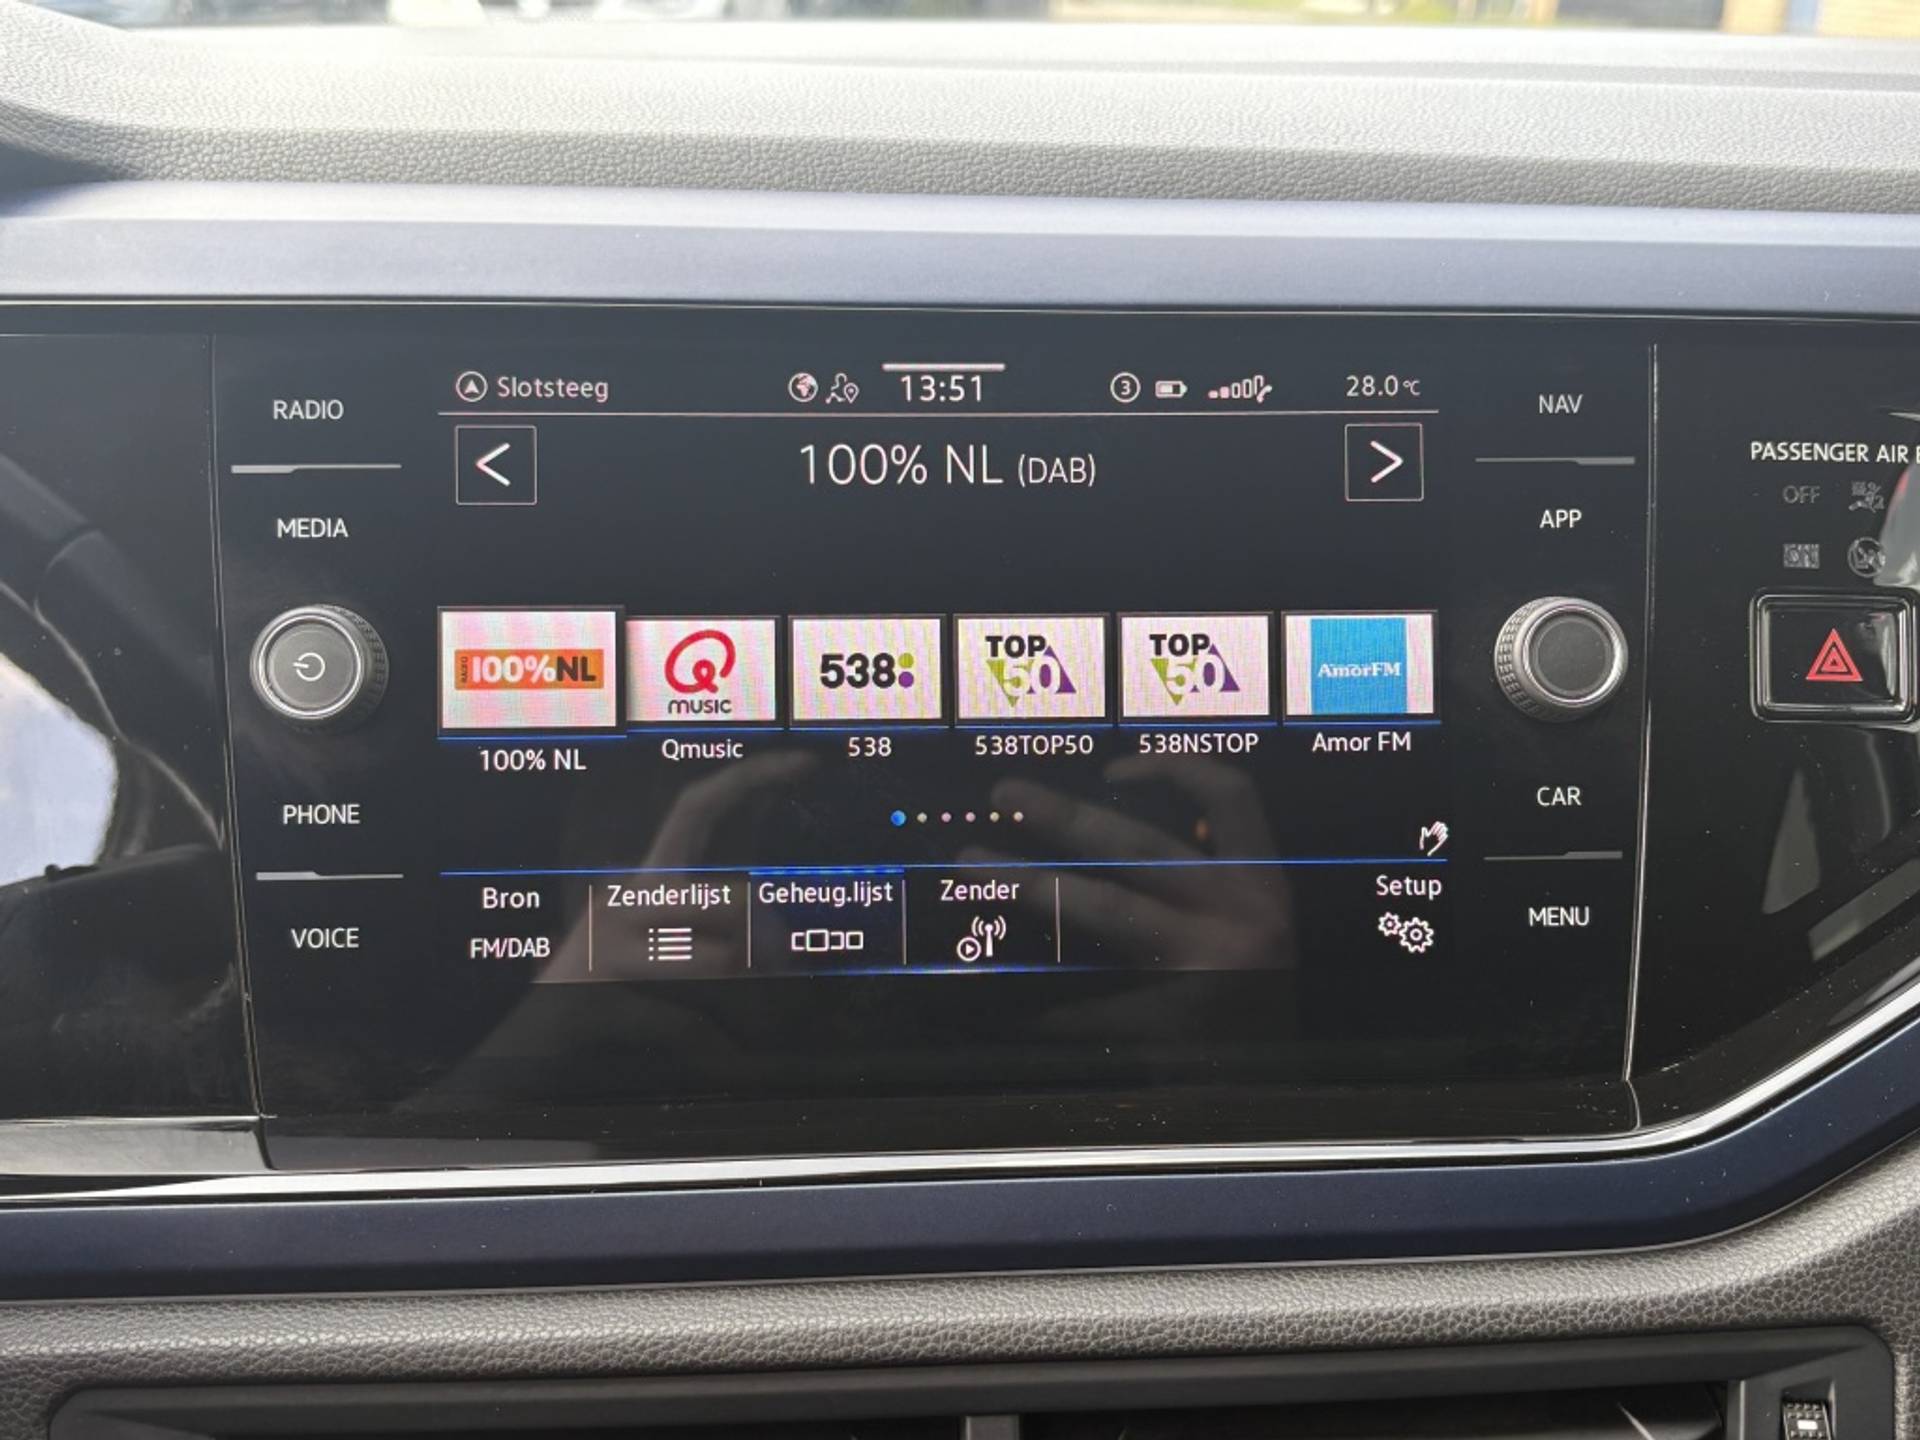 Slotsteeg
13:51
3
28.0°C
RADIO
MEDIA
PHONE
VOICE
< 100% NL (DAB) >
RADIO 100% NL
Q MUSIC
538
TOP 50
TOP 50
AmorFM
100% NL
Qmusic
538
538TOP50
538NSTOP
Amor FM
Bron
FM/DAB
Zenderlijst
Geheug.lijst
Zender
Setup
NAV
APP
CAR
MENU
PASSENGER AIR
OFF
ON